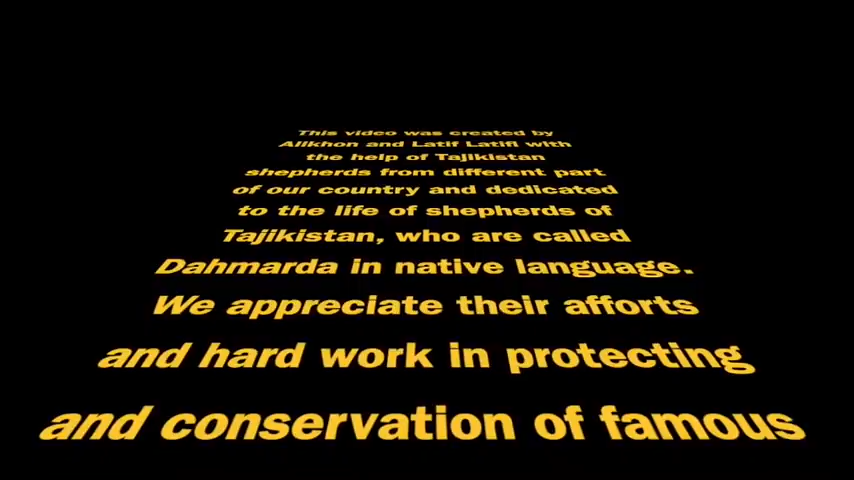 This video was created by
Alikhon and Latif Latifi with
the help of Tajikistan
shepherds from different part
of our country and dedicated
to the life of shepherds of
Tajikistan, who are called
Dahmarda in native language.
We appreciate their afforts
and hard work in protecting
and conservation of famous